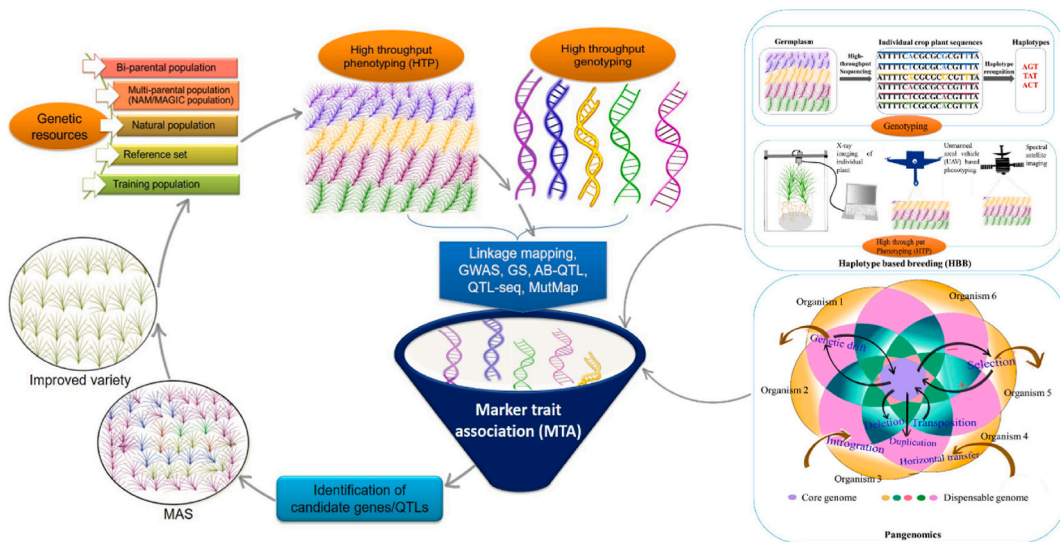 Genetic
resources
Bi-parental population
Multi-parental population
(NAM/MAGIC population)
Natural population
Reference set
Training population
High throughput
phenotyping (HTP)
High throughput
genotyping
Linkage mapping,
GWAS, GS, AB-QTL,
QTL-seq, MutMap
Marker trait
association (MTA)
Identification of
candidate genes/QTLs
MAS
Improved variety
Germplasm
High-
throughput
Sequencing
Individual crop plant sequences
ATTTTCACGCGCACGTTTA
ATTTTCACGCGCACGTTTA
Haplotype
recognition
Haplotypes
AGT
TAT
ACT
Genotyping
X-ray
imaging of
individual
plant
Unmanned
areal vehicle
(UAV) based
phenotyping
Spectral
satellite
imaging
High through put
Phenotyping (HTP)
Haplotype based breeding (HBB)
Organism 1
Organism 6
Genetic drift
Selection
Organism 2
Organism 5
Deletion
Transposition
Duplication
Introgration
Horizontal transfer
Organism 4
Organism 3
Core genome
Dispensable genome
Pangenomics